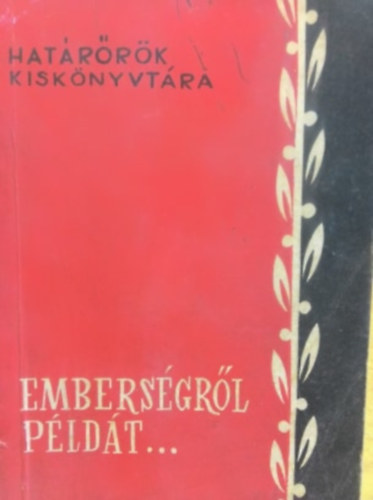 HATÁRŐRÖK
KISKÖNYVTÁRA
EMBERSÉGRŐL
PÉLDÁT...